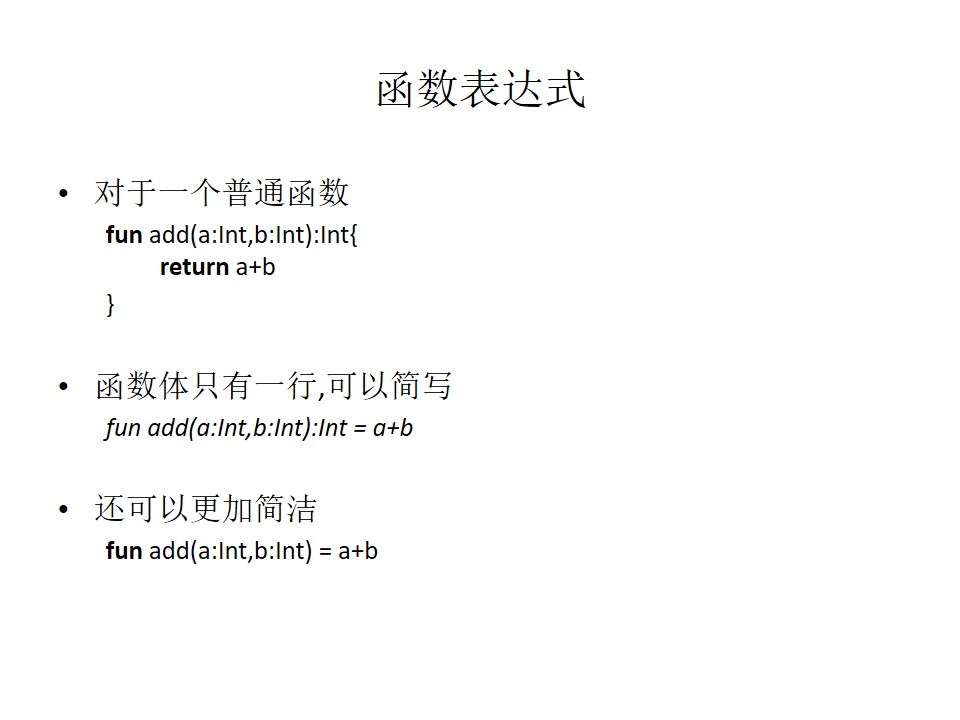 函数表达式
• 对于一个普通函数
fun add(a:Int,b:Int):Int{
return a+b
}
• 函数体只有一行,可以简写
fun add(a:Int,b:Int):Int = a+b
• 还可以更加简洁
fun add(a:Int,b:Int) = a+b